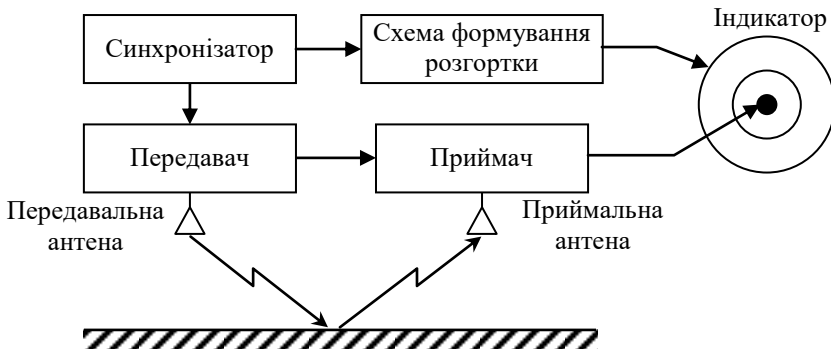 Індикатор
Синхронізатор
Схема формування
розгортки
Передавач
Приймач
Передавальна
антена
Приймальна
антена